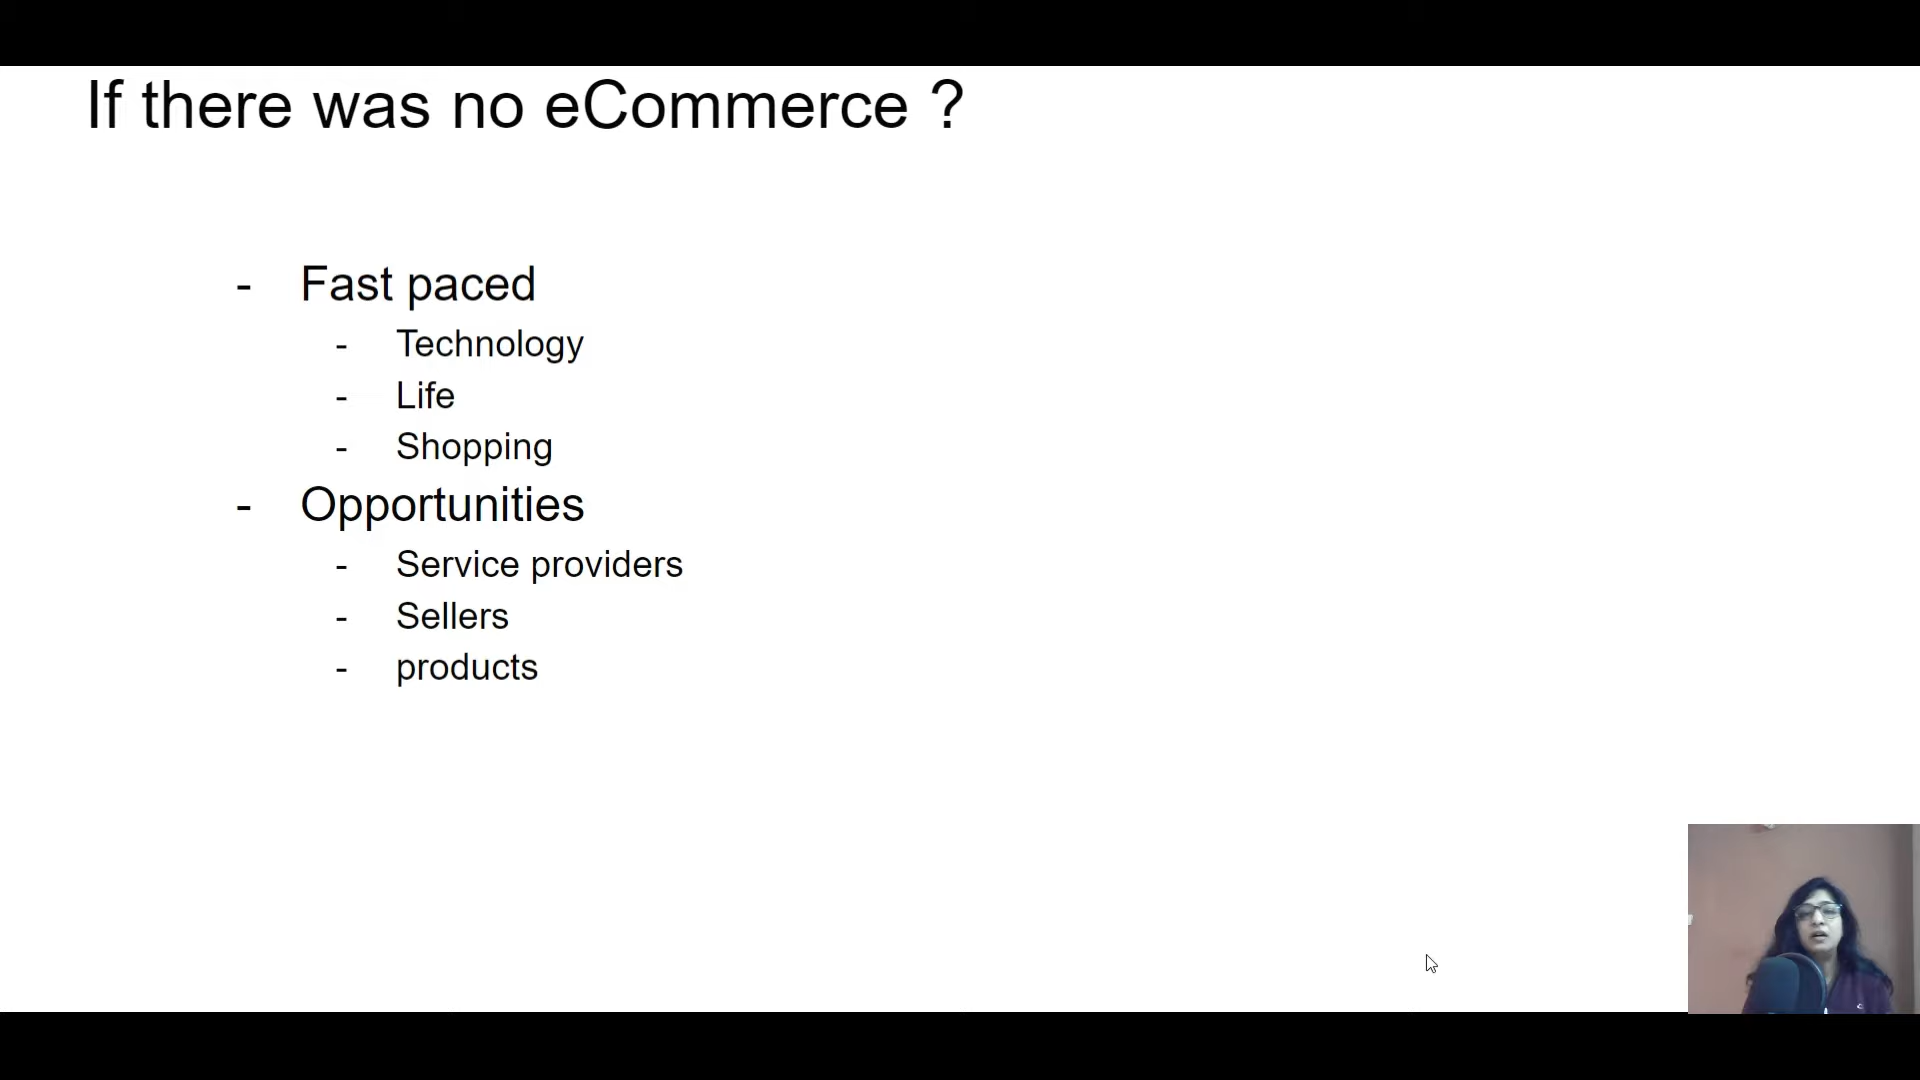 If there was no eCommerce ?
- Fast paced
- Technology
- Life
- Shopping
- Opportunities
- Service providers
- Sellers
- products